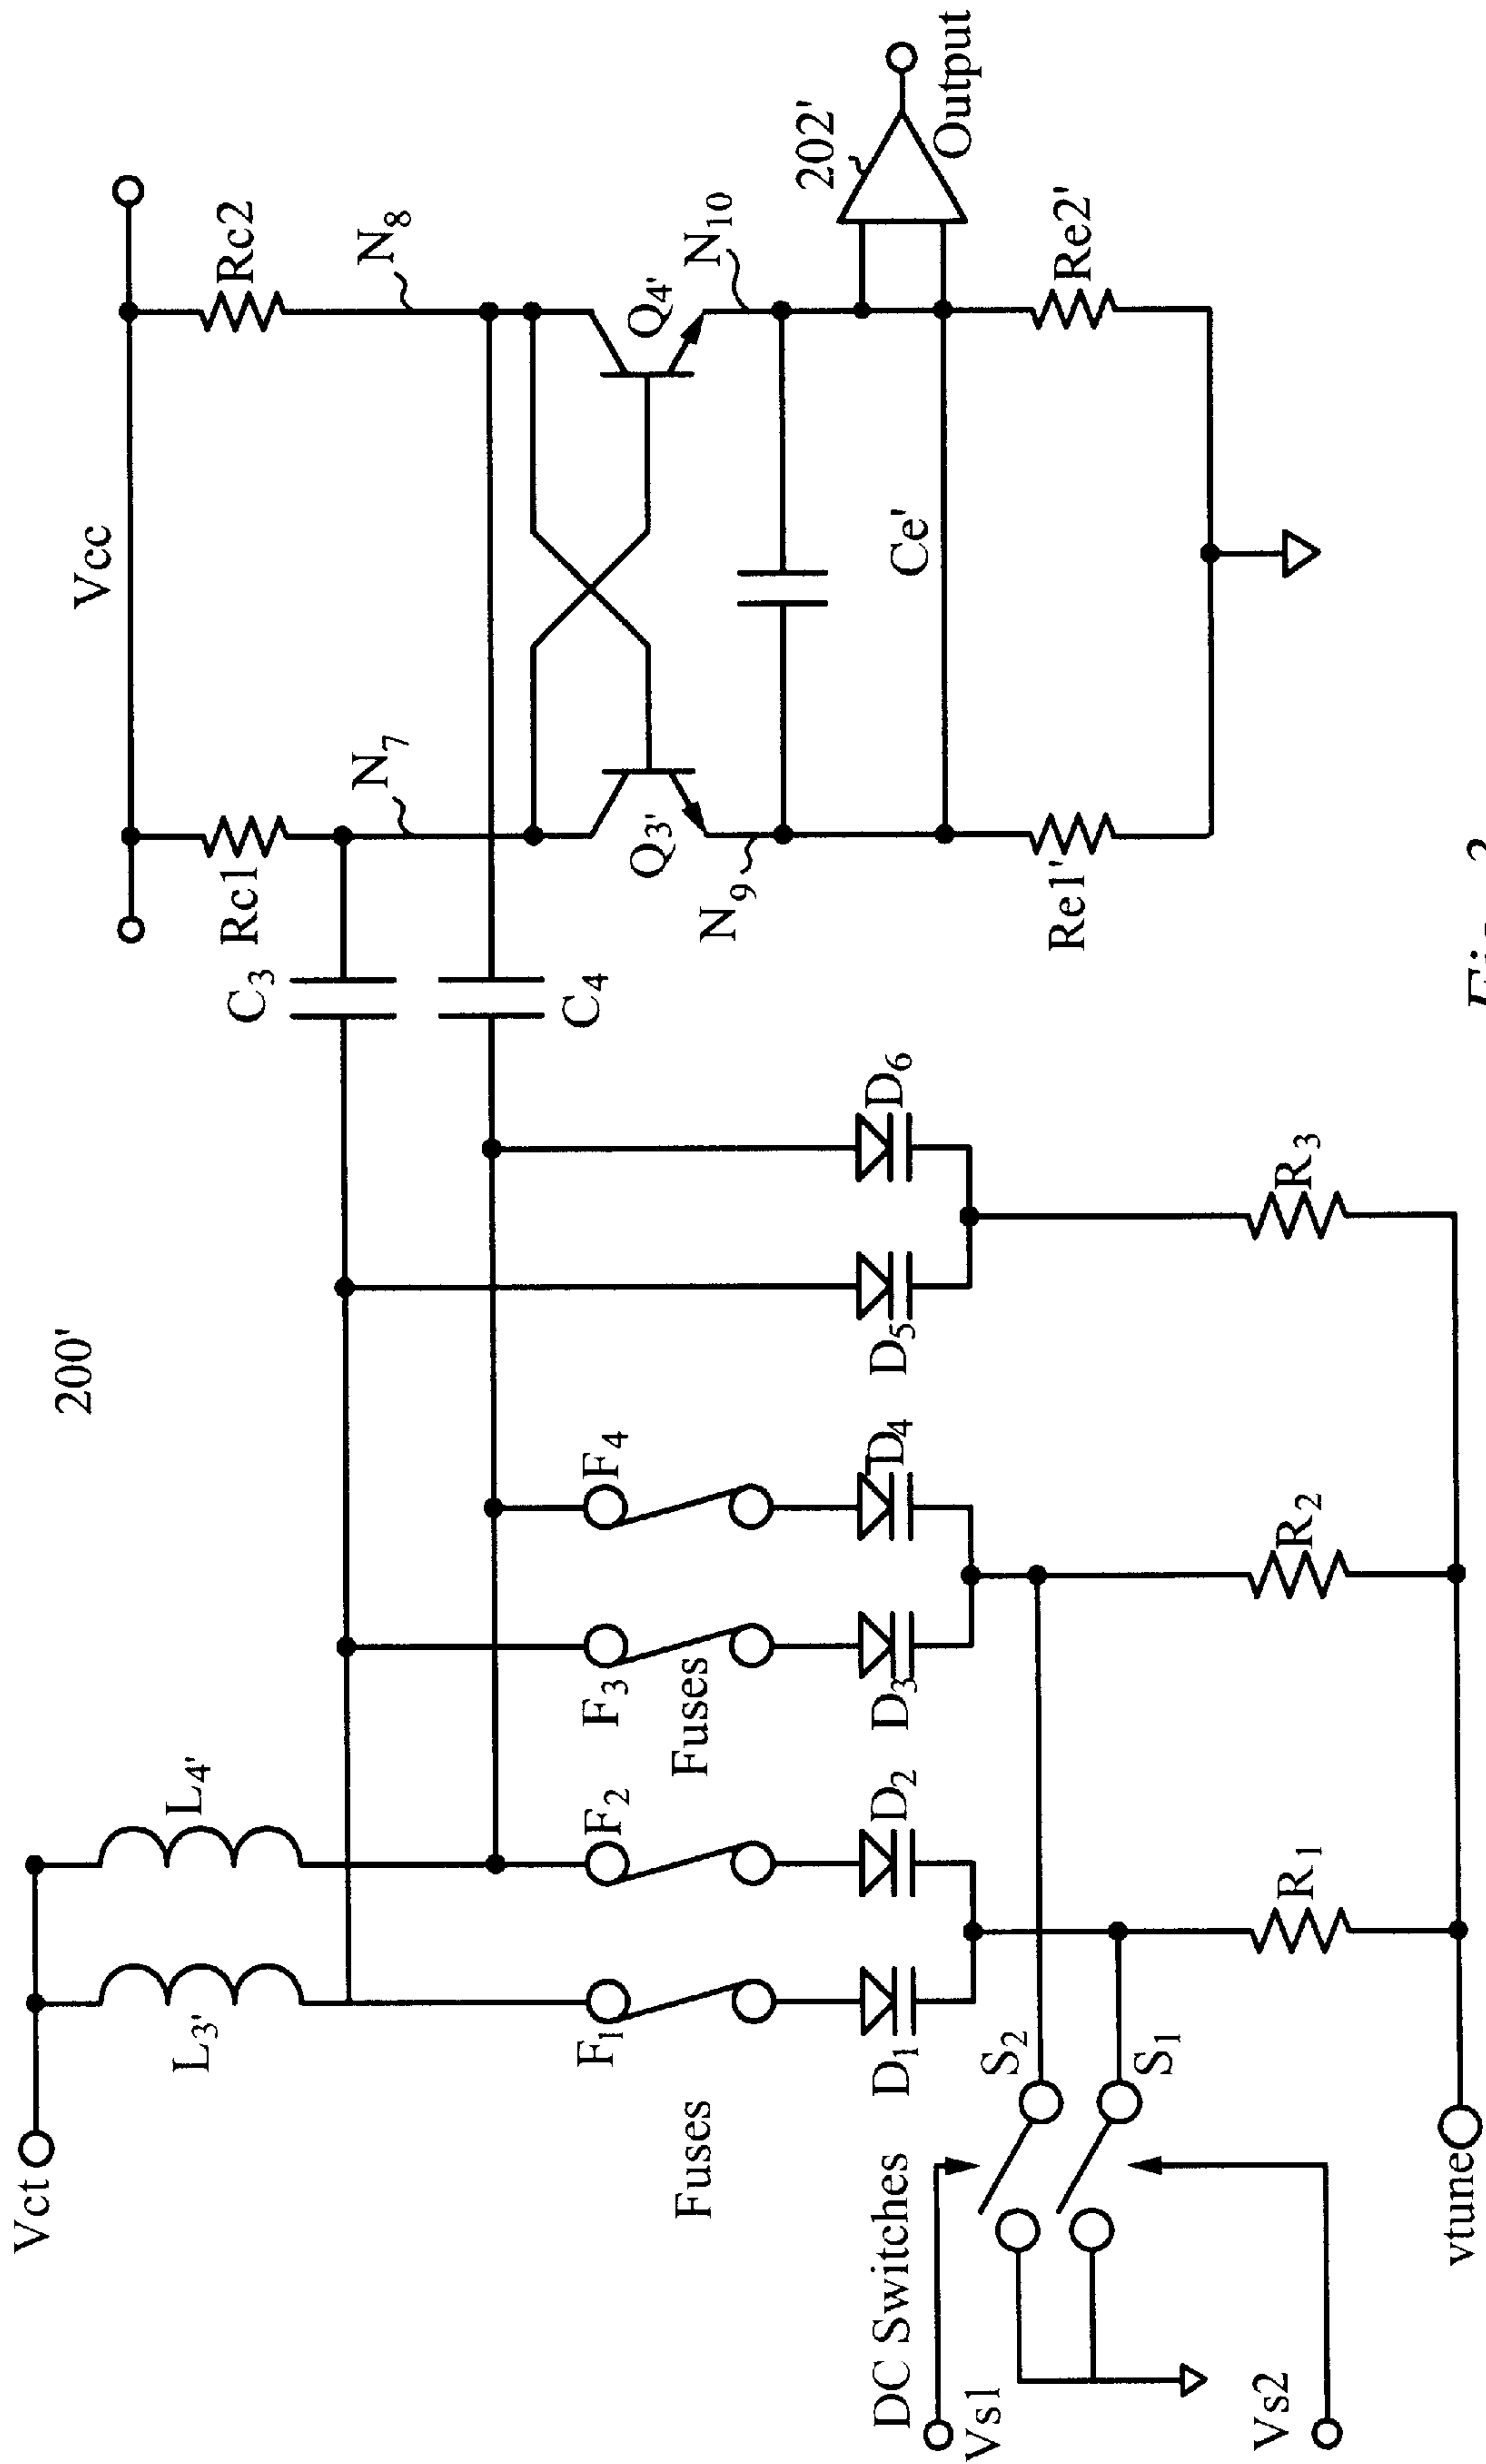 200'
Vct
L3'
L4'
Vcc
Rc1
Rc2
N7
N8
C3
C4
Q3'
Q4'
N9
N10
202'
Output
Ce'
Re1'
Re2'
F1
F2
F3
F4
Fuses
Fuses
D1
D2
D3
D4
D5
D6
DC Switches
S2
S1
Vs1
Vs2
R1
R2
R3
vtune